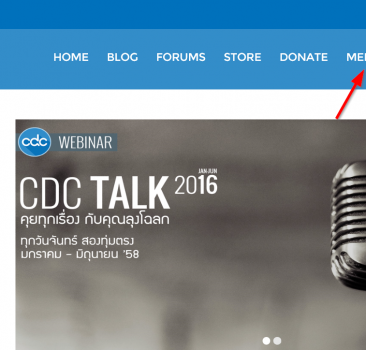 HOME BLOG FORUMS STORE DONATE
cdc WEBINAR
CDC TALK JAN-JUN 2016
คุยทุกเรื่อง กับคุณลุงโฉลก
ทุกวันจันทร์ สองทุ่มตรง
มกราคม - มิถุนายน '58